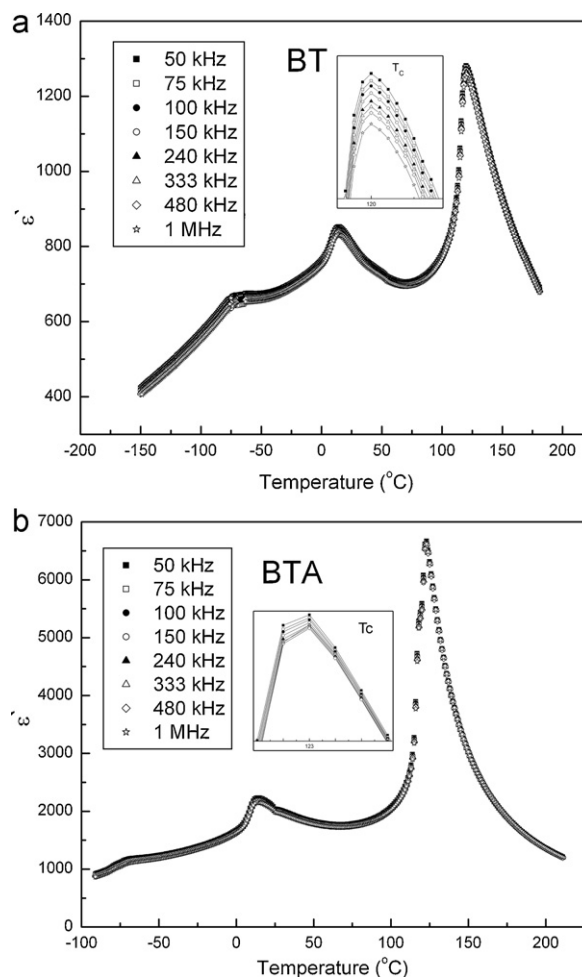 a
BT
50 kHz
75 kHz
100 kHz
150 kHz
240 kHz
333 kHz
480 kHz
1 MHz
Tc
120
1400
1200
1000
800
600
400
ε`
-200 -150 -100 -50 0 50 100 150 200
Temperature (°C)
b
BTA
50 kHz
75 kHz
100 kHz
150 kHz
240 kHz
333 kHz
480 kHz
1 MHz
Tc
123
7000
6000
5000
4000
3000
2000
1000
0
ε`
-100 -50 0 50 100 150 200
Temperature (°C)